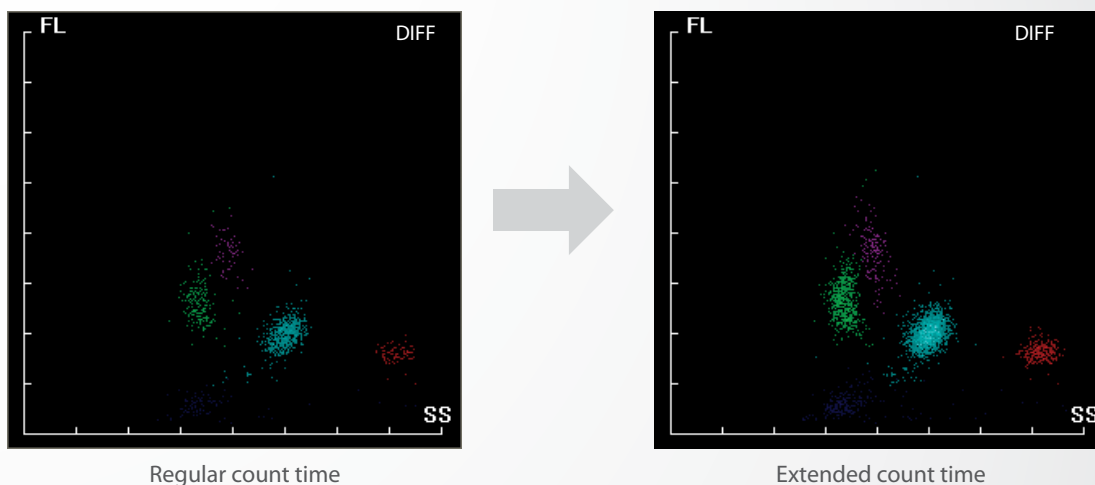 FL
DIFF
SS
Regular count time
FL
DIFF
SS
Extended count time